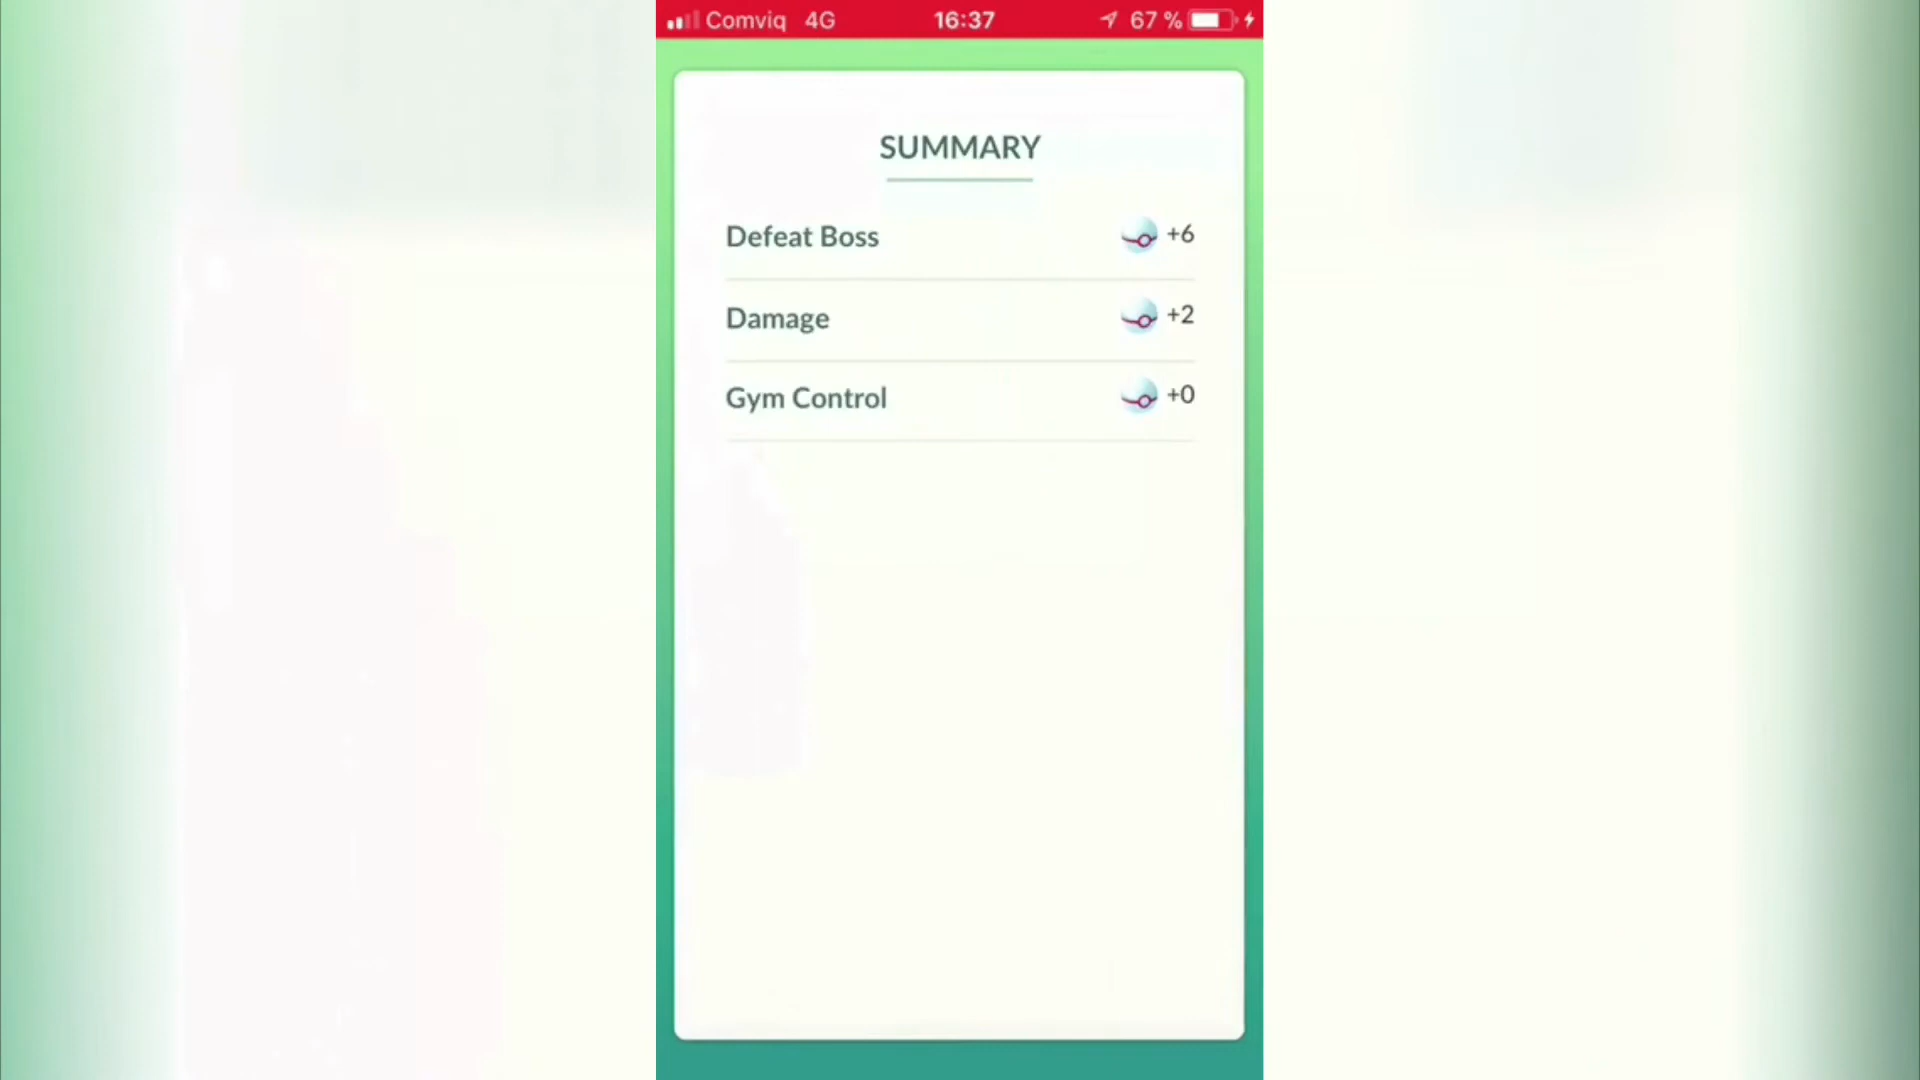 Comviq 4G 16:37 67 %
SUMMARY
Defeat Boss +6
Damage +2
Gym Control +0